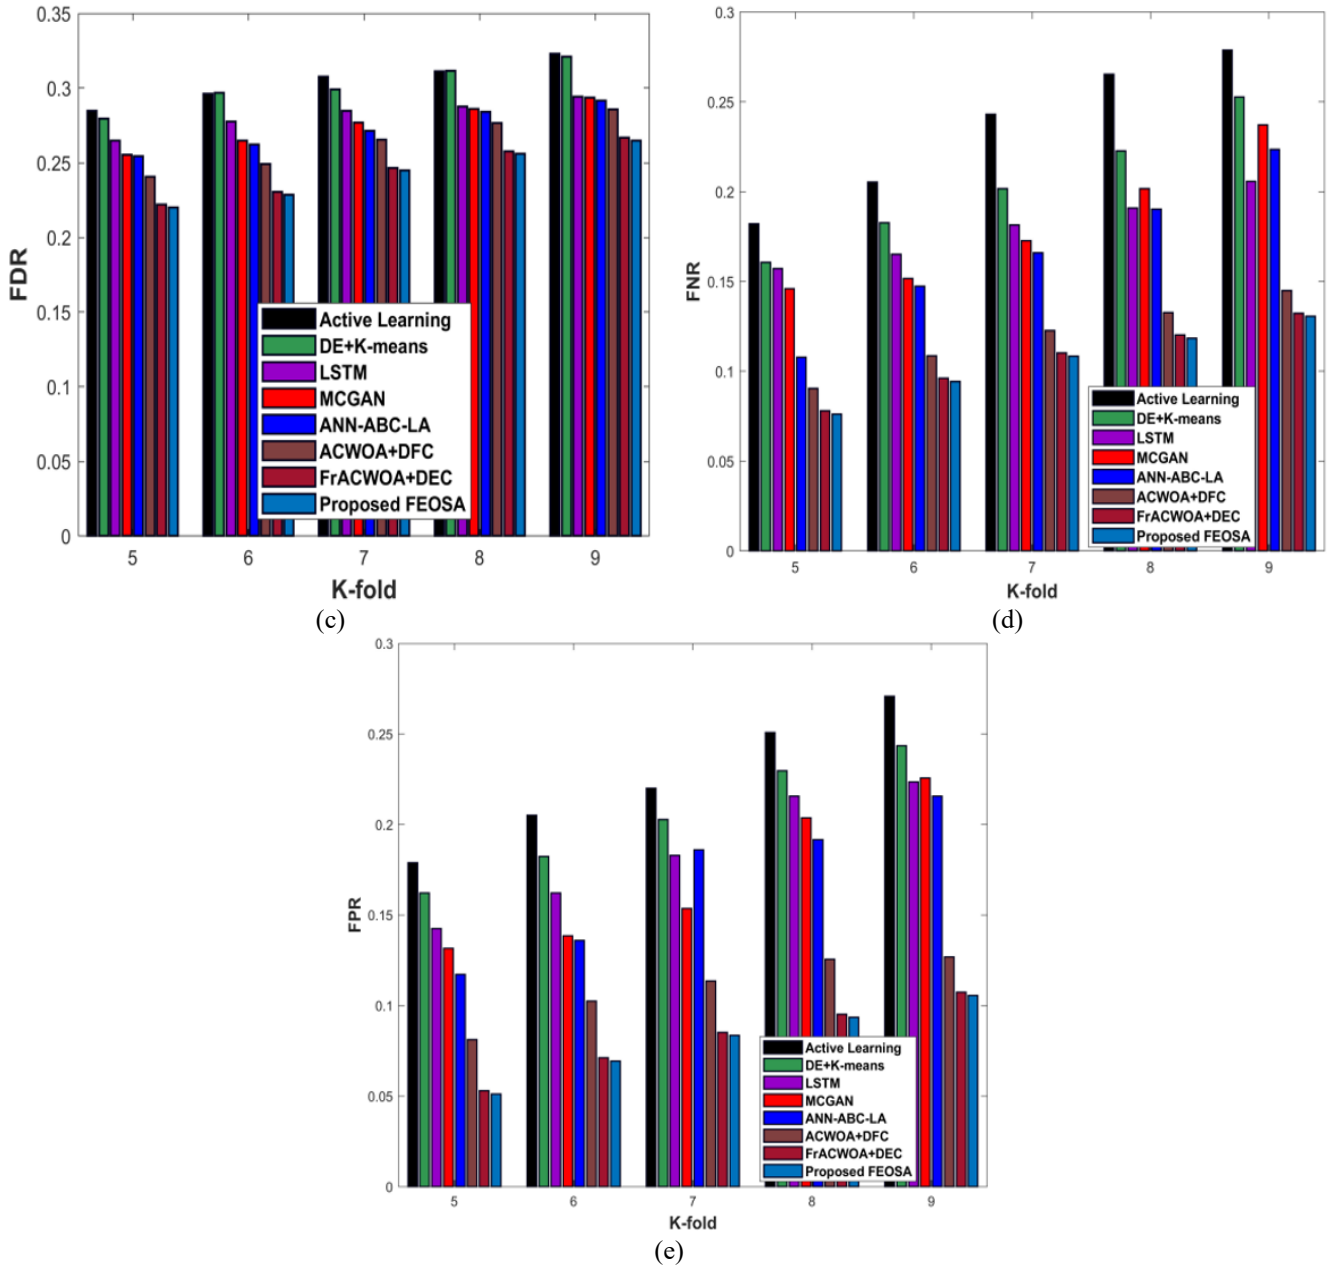 0.35
0.3
0.25
0.2
0.15
0.1
0.05
0
FDR
Active Learning
DE+K-means
LSTM
MCGAN
ANN-ABC-LA
ACWOA+DFC
FrACWOA+DEC
Proposed FEOSA
5 6 7 8 9
K-fold
(c)
0.3
0.25
0.2
0.15
0.1
0.05
0
FNR
Active Learning
DE+K-means
LSTM
MCGAN
ANN-ABC-LA
ACWOA+DFC
FrACWOA+DEC
Proposed FEOSA
5 6 7 8 9
K-fold
(d)
0.3
0.25
0.2
0.15
0.1
0.05
0
FPR
Active Learning
DE+K-means
LSTM
MCGAN
ANN-ABC-LA
ACWOA+DFC
FrACWOA+DEC
Proposed FEOSA
5 6 7 8 9
K-fold
(e)